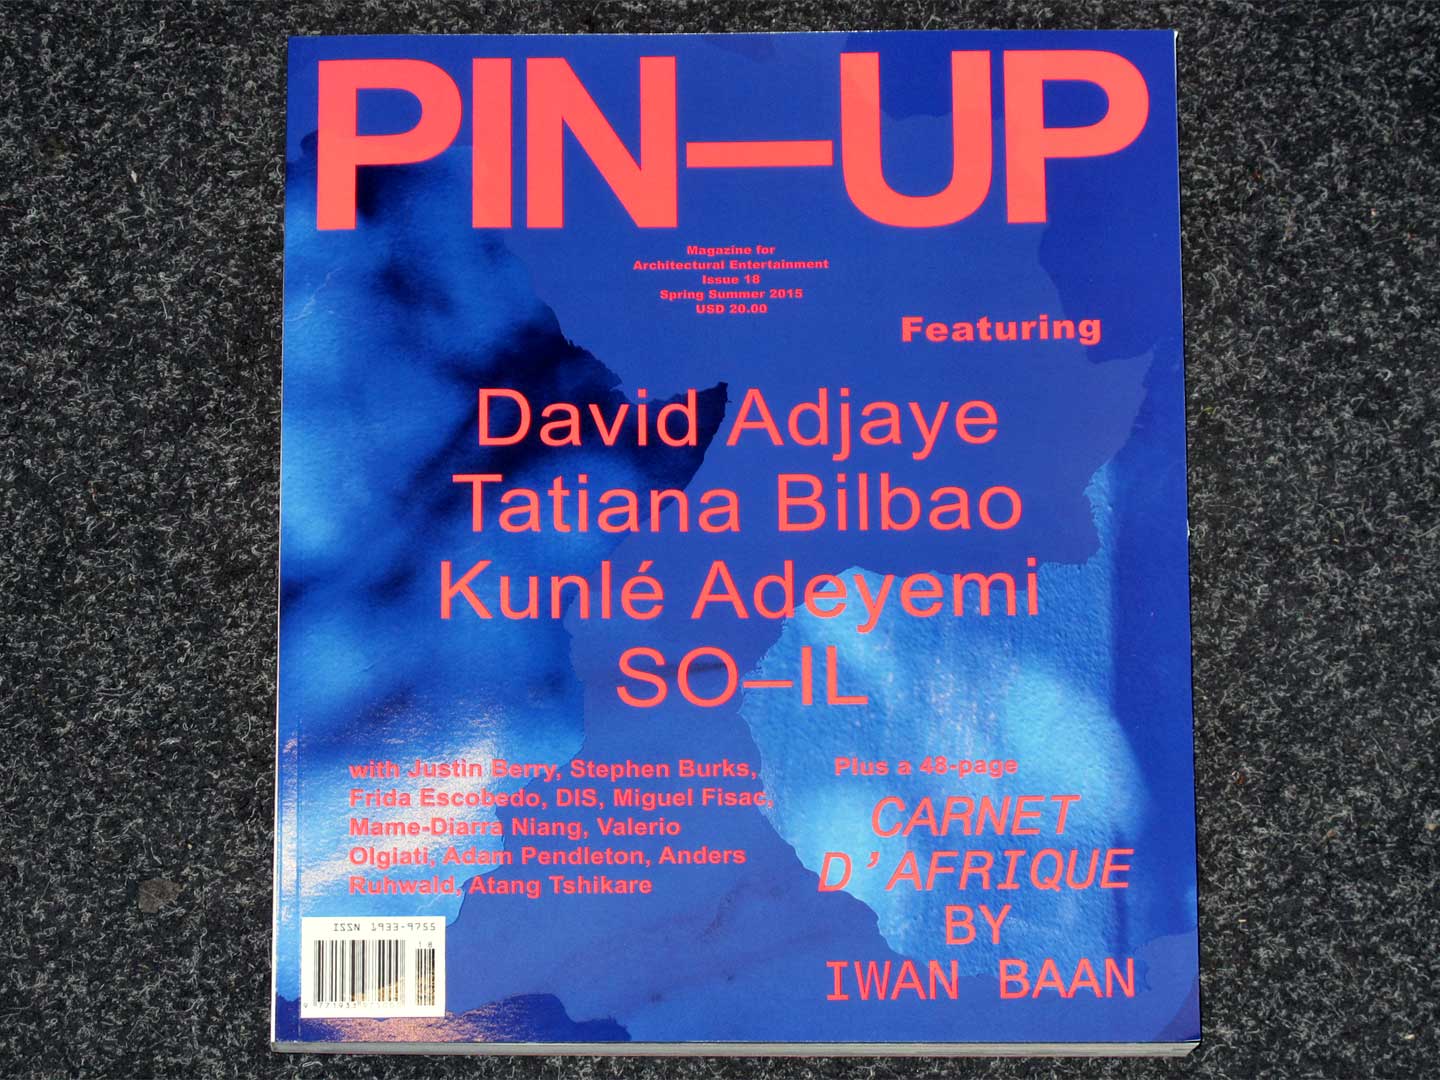 PIN—UP
Magazine for
Architectural Entertainment
Issue 18
Spring Summer 2015
USD 20.00
Featuring
David Adjaye
Tatiana Bilbao
Kunlé Adeyemi
SO–IL
with Justin Berry, Stephen Burks,
Frida Escobedo, DIS, Miguel Fisac,
Mame-Diarra Niang, Valerio
Olgiati, Adam Pendleton, Anders
Ruhwald, Atang Tshikare
Plus a 48-page
CARNET
D'AFRIQUE
BY
IWAN BAAN
ISSN 1933-9755
18